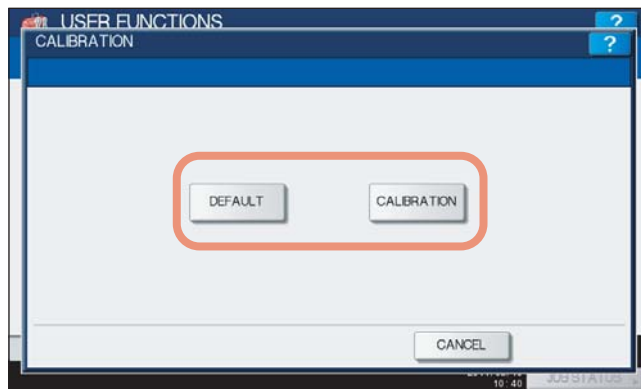 USER FUNCTIONS ?
CALIBRATION ?
DEFAULT CALIBRATION
CANCEL
10:40 JOB STATUS